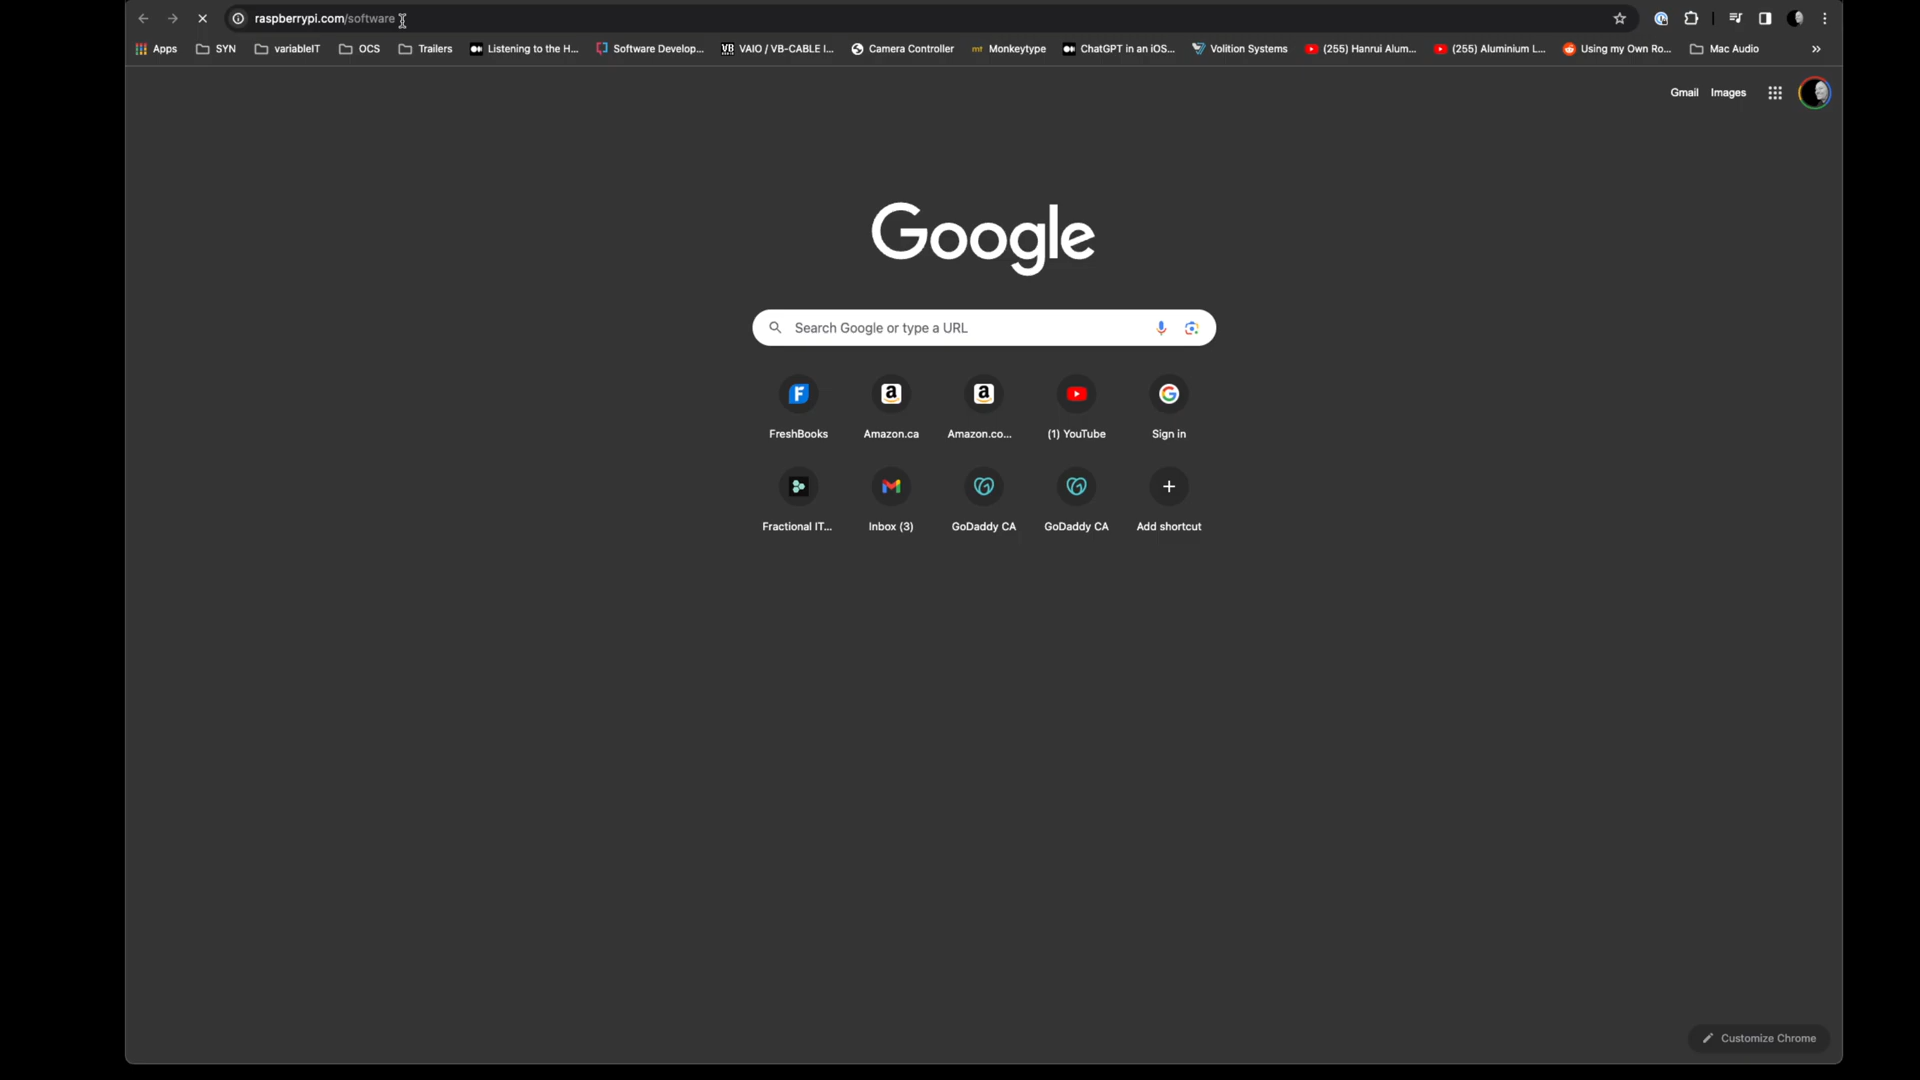 raspberrypi.com/software
Apps SYN variableIT OCS Trailers Listening to the H... Software Develop... VB VAIO / VB-CABLE I... Camera Controller mt Monkeytype ChatGPT in an iOS... Volition Systems (255) Hanrui Alum... (255) Aluminium L... Using my Own Ro... Mac Audio »
Gmail Images
Google
Search Google or type a URL
FreshBooks Amazon.ca Amazon.co... (1) YouTube Sign in
Fractional IT... Inbox (3) GoDaddy CA GoDaddy CA Add shortcut
Customize Chrome